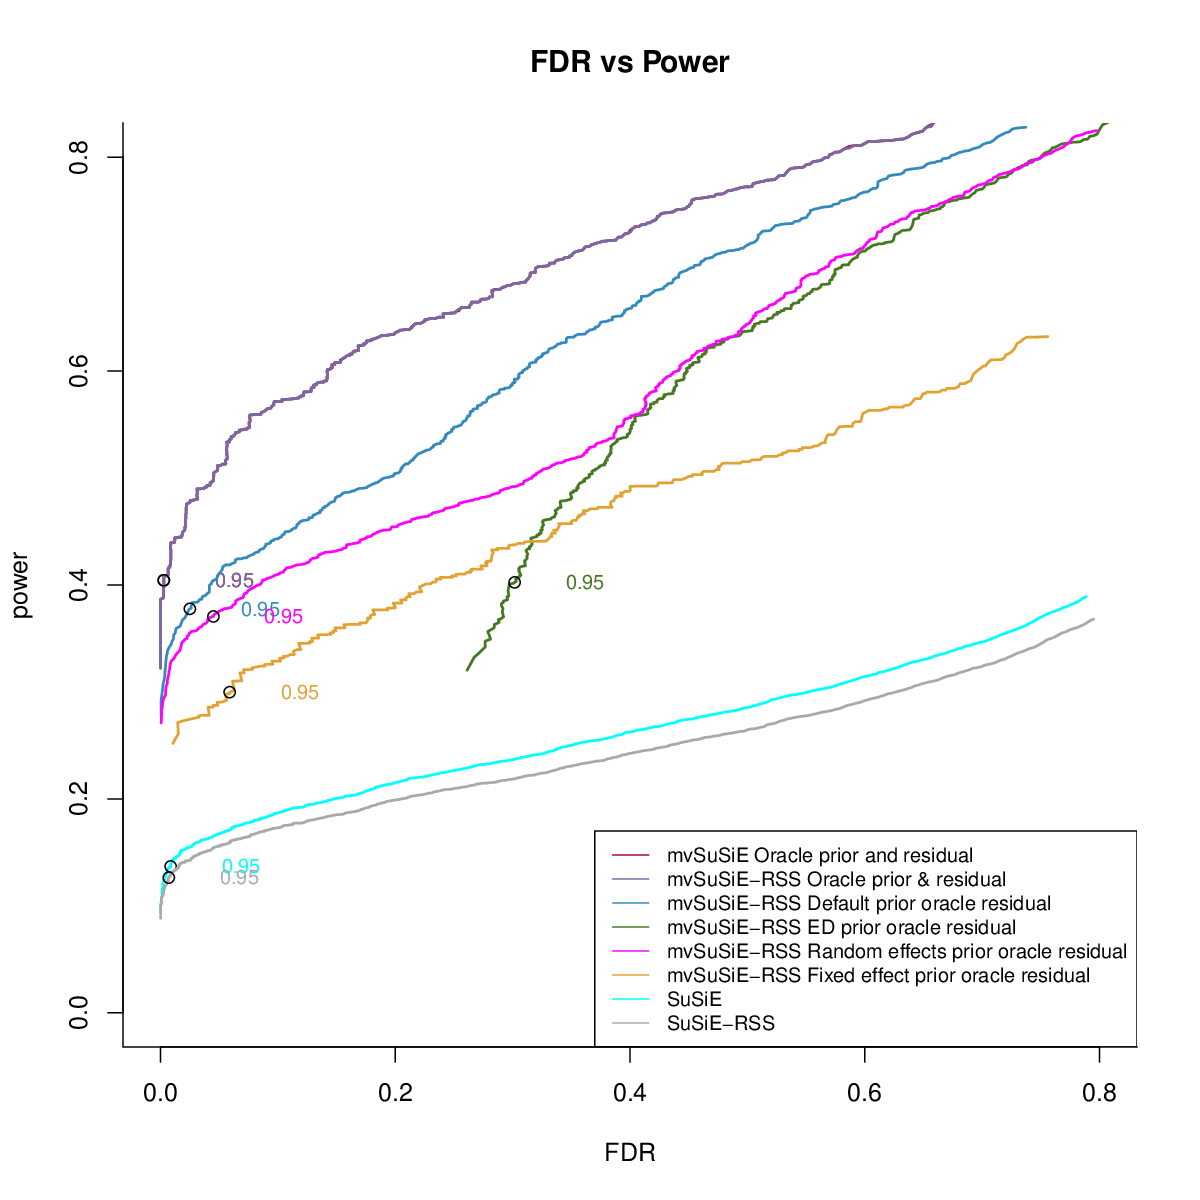 FDR vs Power
power
0.8
0.6
0.4
0.2
0.0
0.95
0.95
0.95
0.95
0.95
0.95
0.95
mvSuSiE Oracle prior and residual
mvSuSiE−RSS Oracle prior & residual
mvSuSiE−RSS Default prior oracle residual
mvSuSiE−RSS ED prior oracle residual
mvSuSiE−RSS Random effects prior oracle residual
mvSuSiE−RSS Fixed effect prior oracle residual
SuSiE
SuSiE−RSS
0.0 0.2 0.4 0.6 0.8
FDR